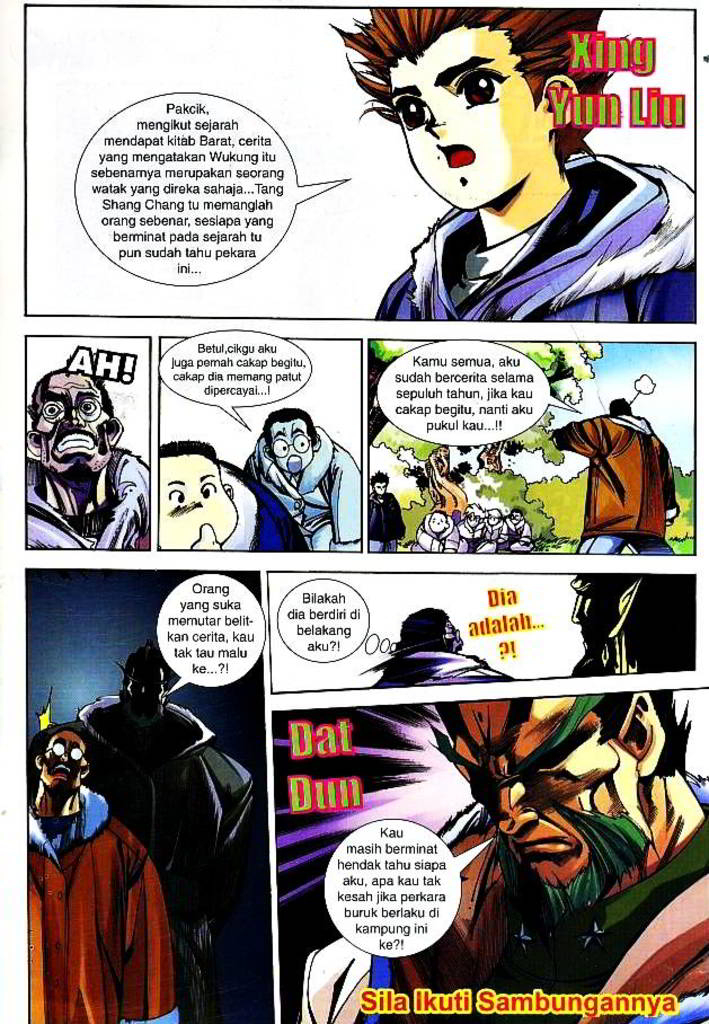 Xing
Yun Liu
Pakcik,
mengikut sejarah
mendapat kitab Barat, cerita
yang mengatakan Wukung itu
sebenarnya merupakan seorang
watak yang direka sahaja...Tang
Shang Chang tu memanglah
orang sebenar, sesiapa yang
berminat pada sejarah tu
pun sudah tahu perkara
ini...
AH!
Betul,cikgu aku
juga pernah cakap begitu,
cakap dia memang patut
dipercayai...!
Kamu semua, aku
sudah bercerita selama
sepuluh tahun, jika kau
cakap begitu, nanti aku
pukul kau...!!
Orang
yang suka
memutar belit-
kan cerita, kau
tak tau malu
ke...?!
Bilakah
dia berdiri di
belakang
aku?!
Dia
adalah...
?!
Dat
Dun
Kau
masih berminat
hendak tahu siapa
aku, apa kau tak
kesah jika perkara
buruk berlaku di
kampung ini
ke?!
Sila Ikuti Sambungannya